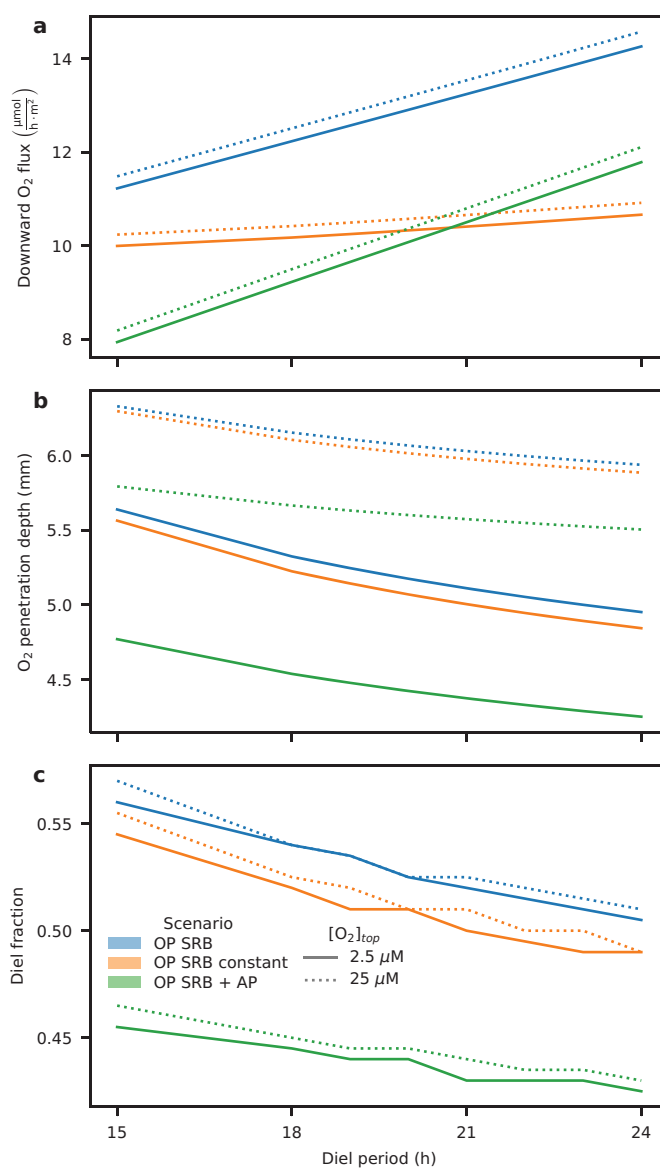 a
14
12
10
8
Downward O₂ flux (μmol / h · m²)
b
6.0
5.5
5.0
4.5
O₂ penetration depth (mm)
c
0.55
0.50
0.45
Diel fraction
Scenario
OP SRB
OP SRB constant
OP SRB + AP
[O₂]top
2.5 μM
25 μM
15 18 21 24
Diel period (h)